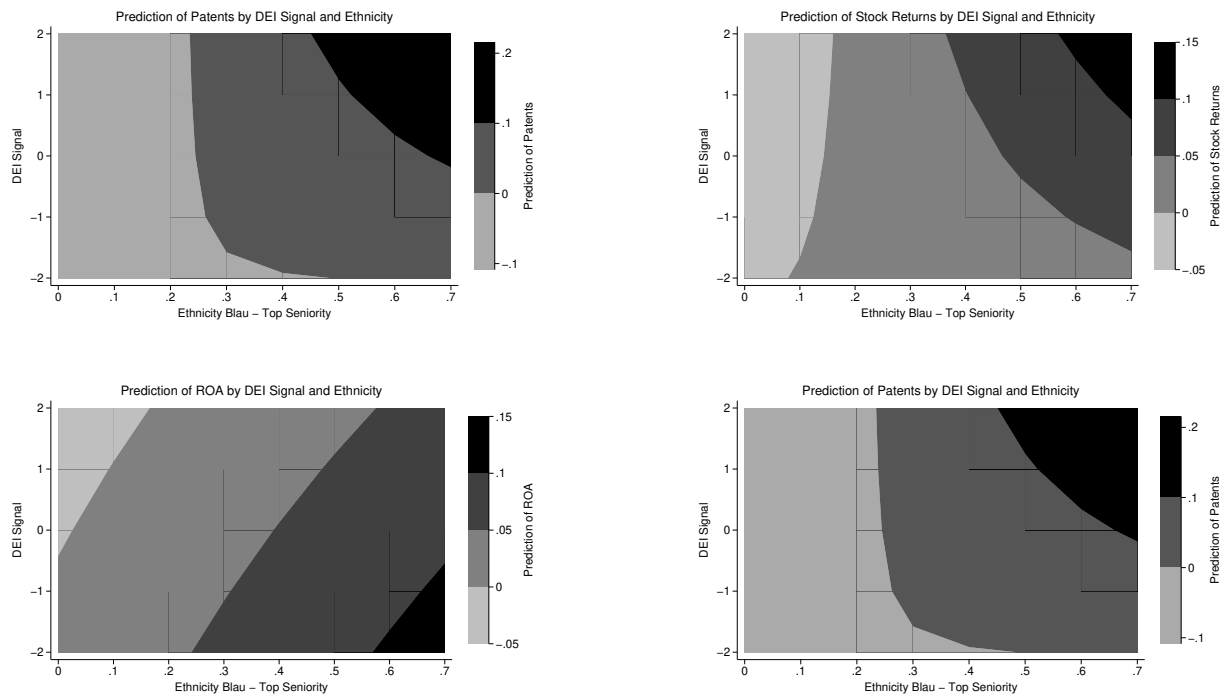 Prediction of Patents by DEI Signal and Ethnicity
2
1
0
−1
−2
DEI Signal
0 .1 .2 .3 .4 .5 .6 .7
Ethnicity Blau − Top Seniority
.2
.1
0
−.1
Prediction of Patents
Prediction of Stock Returns by DEI Signal and Ethnicity
2
1
0
−1
−2
DEI Signal
0 .1 .2 .3 .4 .5 .6 .7
Ethnicity Blau − Top Seniority
.15
.1
.05
0
−.05
Prediction of Stock Returns
Prediction of ROA by DEI Signal and Ethnicity
2
1
0
−1
−2
DEI Signal
0 .1 .2 .3 .4 .5 .6 .7
Ethnicity Blau − Top Seniority
.15
.1
.05
0
−.05
Prediction of ROA
Prediction of Patents by DEI Signal and Ethnicity
2
1
0
−1
−2
DEI Signal
0 .1 .2 .3 .4 .5 .6 .7
Ethnicity Blau − Top Seniority
.2
.1
0
−.1
Prediction of Patents